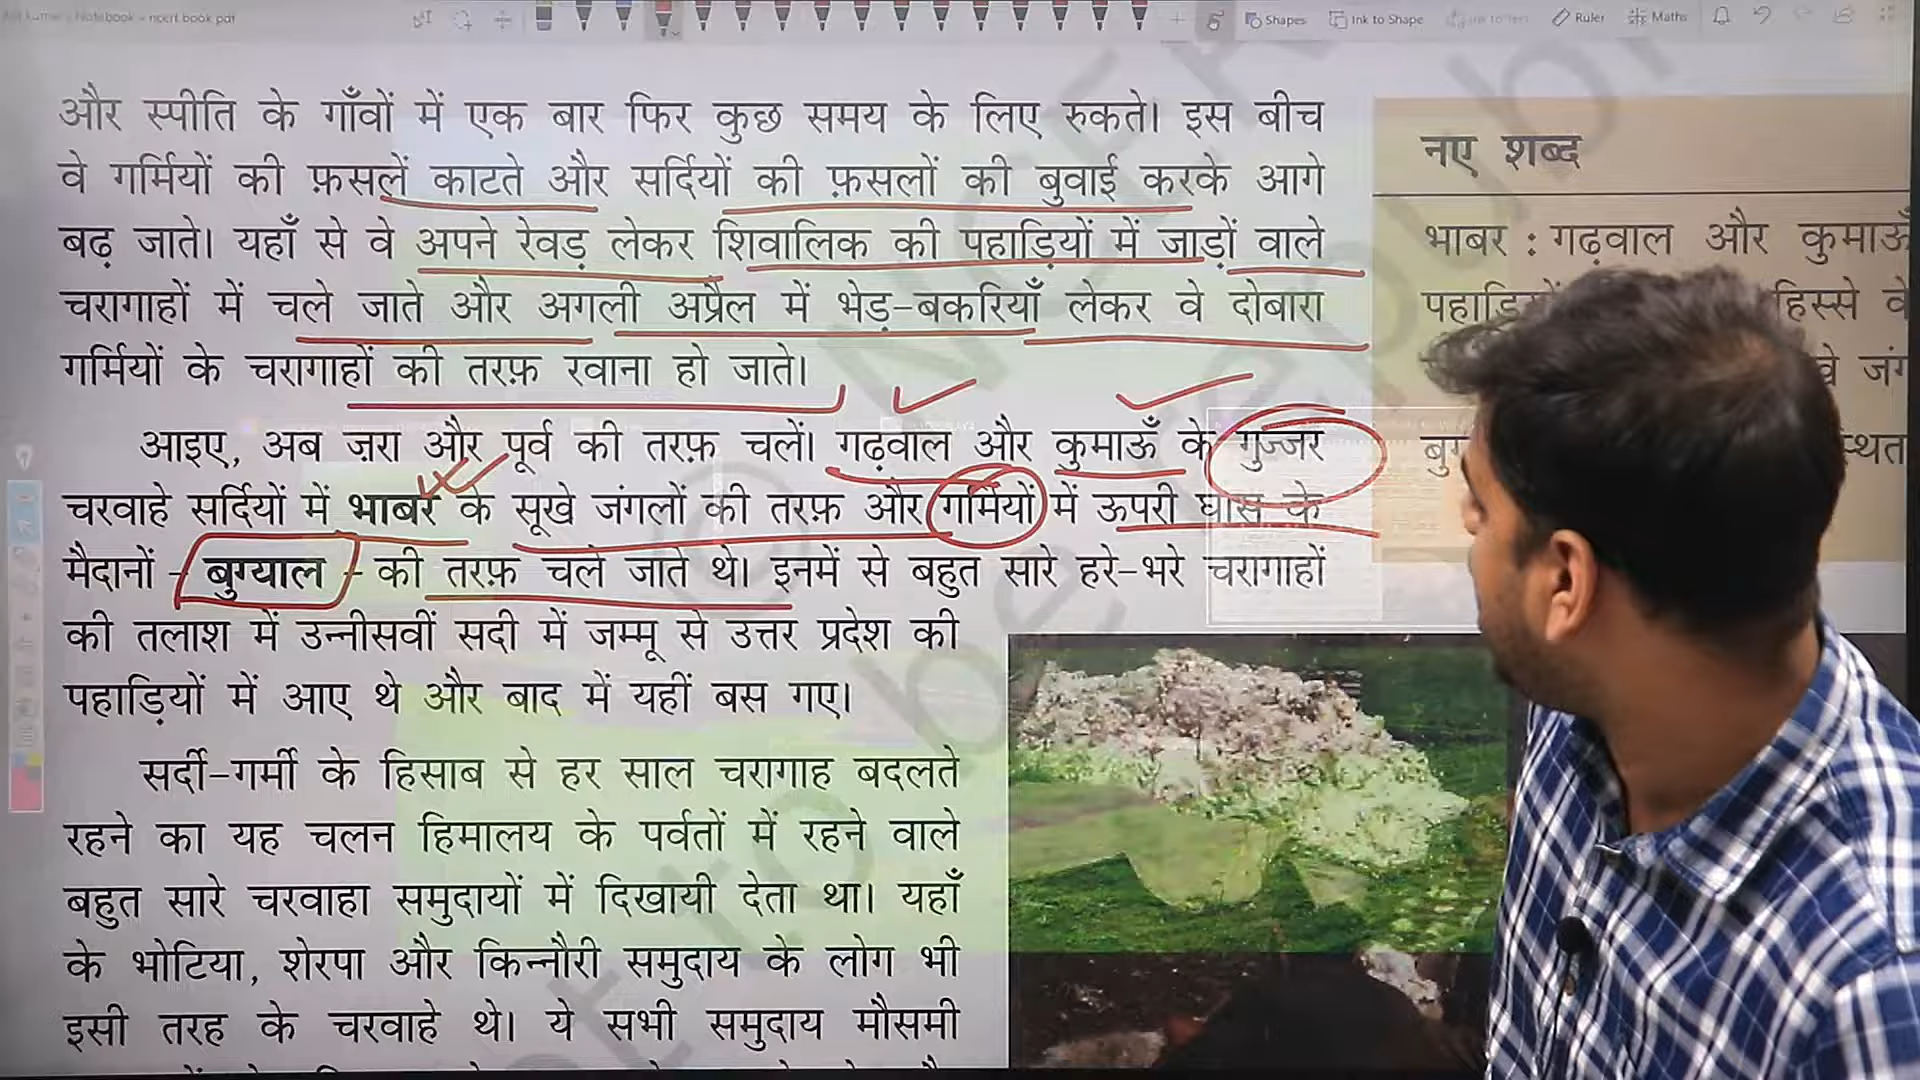 Notebook - ncert book pdf
Shapes
Ink to Shape
Ruler
Maths
और स्पीति के गाँवों में एक बार फिर कुछ समय के लिए रुकते। इस बीच
वे गर्मियों की फ़सलें काटते और सर्दियों की फ़सलों की बुवाई करके आगे
बढ़ जाते। यहाँ से वे अपने रेवड़ लेकर शिवालिक की पहाड़ियों में जाड़ों वाले
चरागाहों में चले जाते और अगली अप्रैल में भेड़-बकरियाँ लेकर वे दोबारा
गर्मियों के चरागाहों की तरफ़ रवाना हो जाते।
आइए, अब ज़रा और पूर्व की तरफ़ चलें। गढ़वाल और कुमाऊँ के गुज्जर
चरवाहे सर्दियों में भाबर के सूखे जंगलों की तरफ़ और गर्मियों में ऊपरी घास के
मैदानों - बुग्याल - की तरफ़ चले जाते थे। इनमें से बहुत सारे हरे-भरे चरागाहों
की तलाश में उन्नीसवीं सदी में जम्मू से उत्तर प्रदेश की
पहाड़ियों में आए थे और बाद में यहीं बस गए।
सर्दी-गर्मी के हिसाब से हर साल चरागाह बदलते
रहने का यह चलन हिमालय के पर्वतों में रहने वाले
बहुत सारे चरवाहा समुदायों में दिखायी देता था। यहाँ
के भोटिया, शेरपा और किन्नौरी समुदाय के लोग भी
इसी तरह के चरवाहे थे। ये सभी समुदाय मौसमी
नए शब्द
भाबर : गढ़वाल और कुमाऊँ
हिस्से के